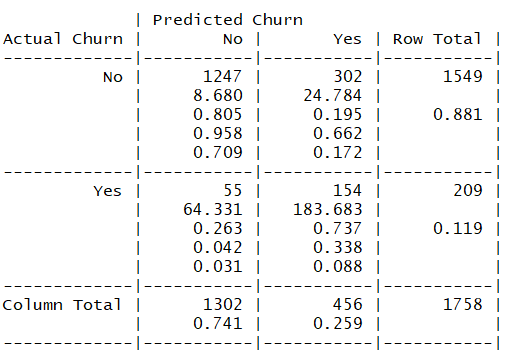 | Predicted Churn
Actual Churn |        No |       Yes | Row Total |
-------------|-----------|-----------|-----------|
          No |      1247 |       302 |      1549 |
             |     8.680 |    24.784 |           |
             |     0.805 |     0.195 |     0.881 |
             |     0.958 |     0.662 |           |
             |     0.709 |     0.172 |           |
-------------|-----------|-----------|-----------|
         Yes |        55 |       154 |       209 |
             |    64.331 |   183.683 |           |
             |     0.263 |     0.737 |     0.119 |
             |     0.042 |     0.338 |           |
             |     0.031 |     0.088 |           |
-------------|-----------|-----------|-----------|
Column Total |      1302 |       456 |      1758 |
             |     0.741 |     0.259 |           |
-------------|-----------|-----------|-----------|